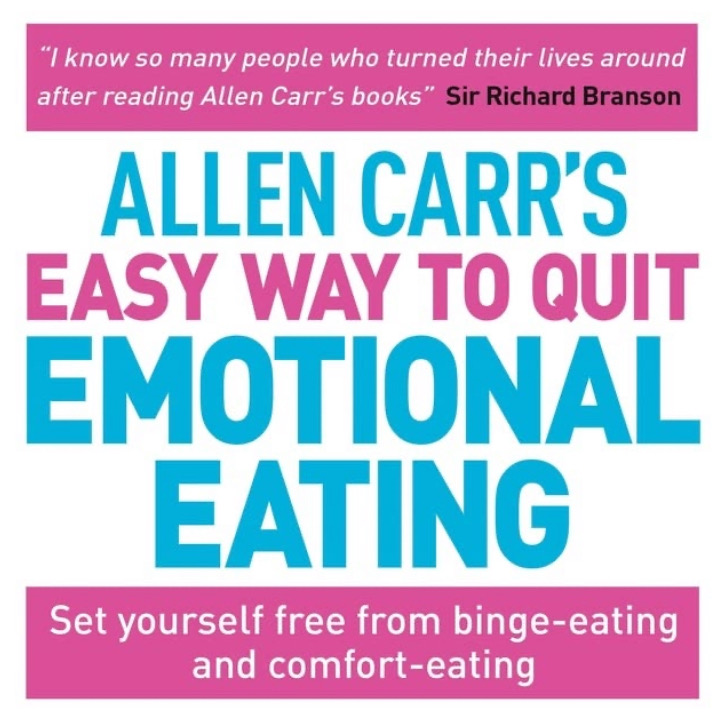 “I know so many people who turned their lives around
after reading Allen Carr’s books” Sir Richard Branson
ALLEN CARR’S
EASY WAY TO QUIT
EMOTIONAL
EATING
Set yourself free from binge-eating
and comfort-eating